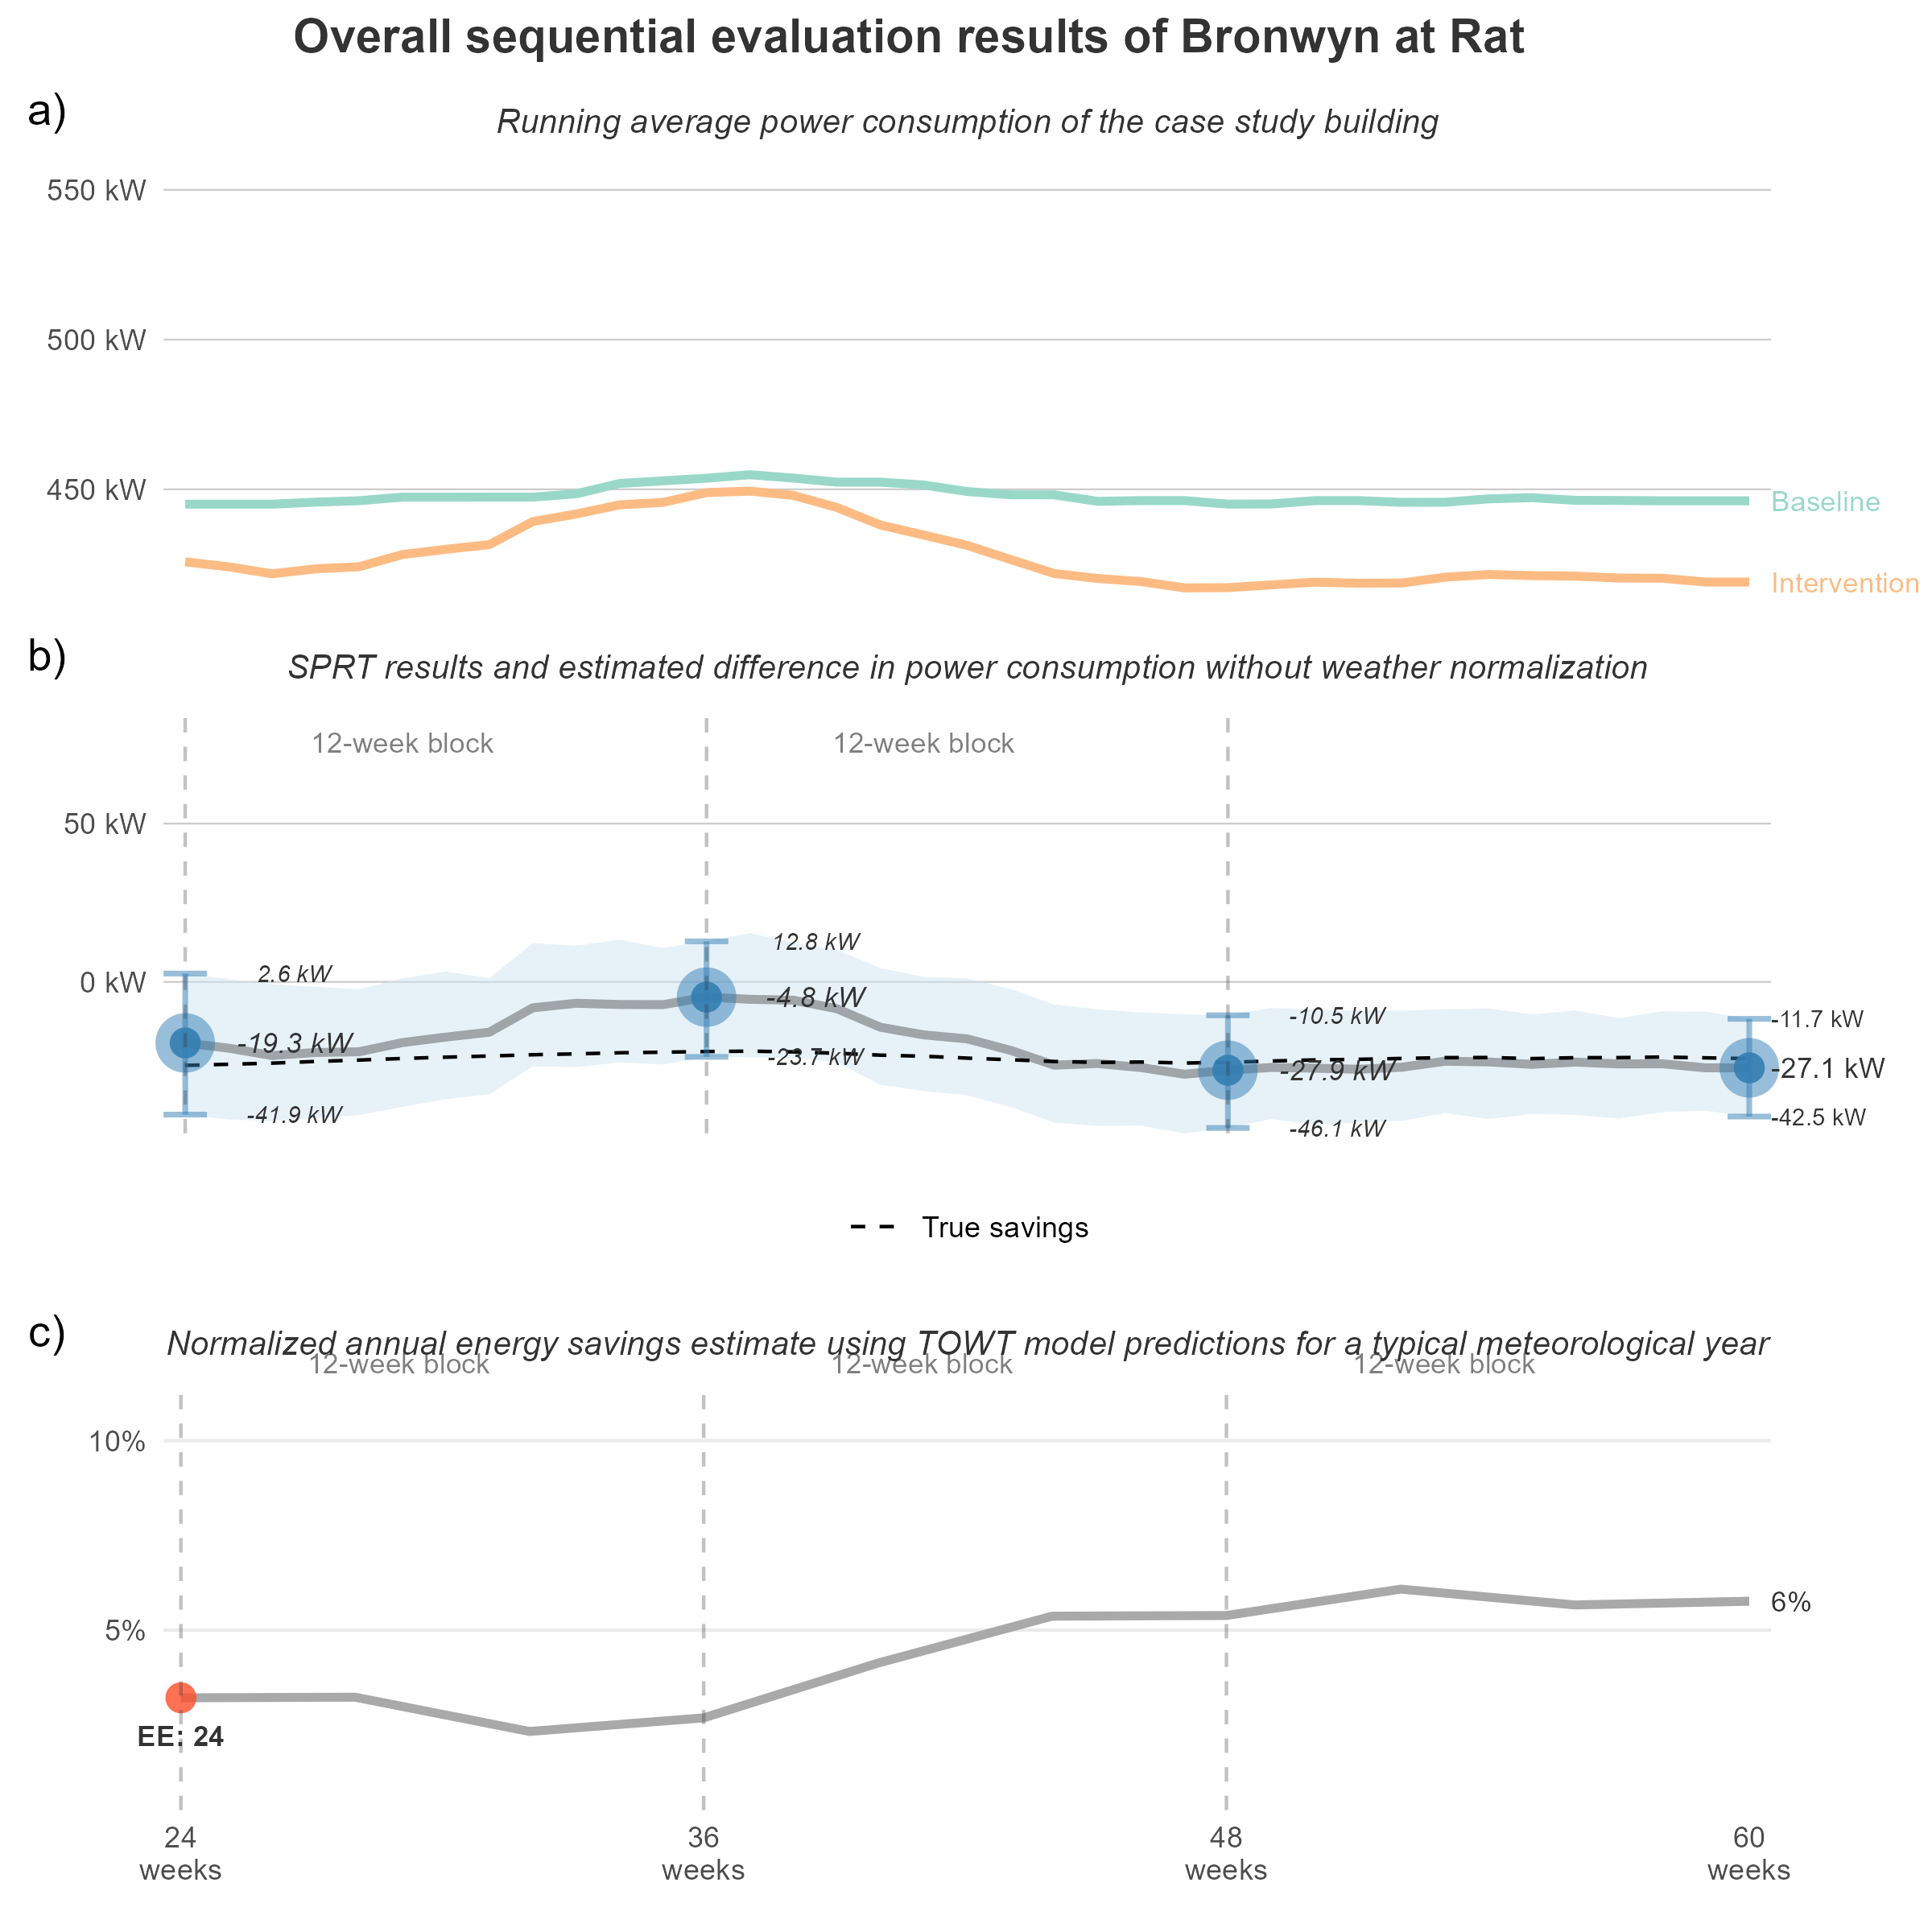 Overall sequential evaluation results of Bronwyn at Rat
a)
Running average power consumption of the case study building
550 kW
500 kW
450 kW
Baseline
Intervention
b)
SPRT results and estimated difference in power consumption without weather normalization
12-week block
12-week block
50 kW
0 kW
2.6 kW
-19.3 kW
-41.9 kW
12.8 kW
-4.8 kW
-23.7 kW
-10.5 kW
-27.9 kW
-46.1 kW
-11.7 kW
-27.1 kW
-42.5 kW
True savings
c)
Normalized annual energy savings estimate using TOWT model predictions for a typical meteorological year
12-week block
12-week block
12-week block
10%
5%
6%
EE: 24
24
weeks
36
weeks
48
weeks
60
weeks